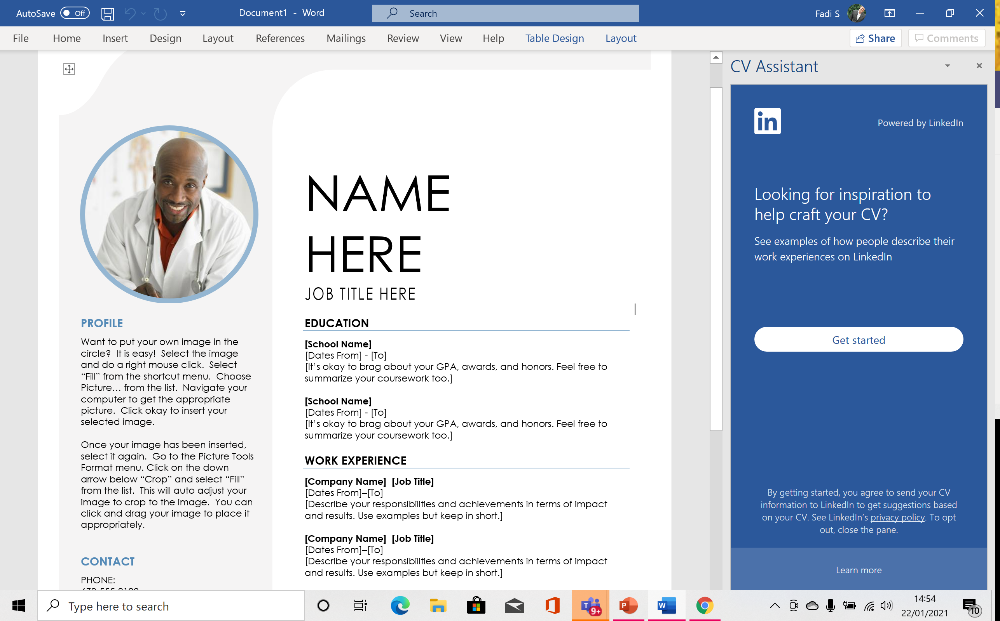 AutoSave Off Document1 - Word Search Fadi S
File Home Insert Design Layout References Mailings Review View Help Table Design Layout Share Comments
NAME
HERE
JOB TITLE HERE
PROFILE
Want to put your own image in the
circle? It is easy! Select the image
and do a right mouse click. Select
“Fill” from the shortcut menu. Choose
Picture… from the list. Navigate your
computer to get the appropriate
picture. Click okay to insert your
selected image.
Once your image has been inserted,
select it again. Go to the Picture Tools
Format menu. Click on the down
arrow below “Crop” and select “Fill”
from the list. This will auto adjust your
image to crop to the image. You can
click and drag your image to place it
appropriately.
CONTACT
PHONE:
EDUCATION
[School Name]
[Dates From] - [To]
[It’s okay to brag about your GPA, awards, and honors. Feel free to
summarize your coursework too.]
[School Name]
[Dates From] - [To]
[It’s okay to brag about your GPA, awards, and honors. Feel free to
summarize your coursework too.]
WORK EXPERIENCE
[Company Name] [Job Title]
[Dates From]–[To]
[Describe your responsibilities and achievements in terms of impact
and results. Use examples but keep in short.]
[Company Name] [Job Title]
[Dates From]–[To]
[Describe your responsibilities and achievements in terms of impact
and results. Use examples but keep in short.]
CV Assistant
in Powered by LinkedIn
Looking for inspiration to
help craft your CV?
See examples of how people describe their
work experiences on LinkedIn
Get started
By getting started, you agree to send your CV
information to LinkedIn to get suggestions based
on your CV. See LinkedIn’s privacy policy. To opt
out, close the pane.
Learn more
Type here to search
T 9+
P
W
14:54
22/01/2021
10